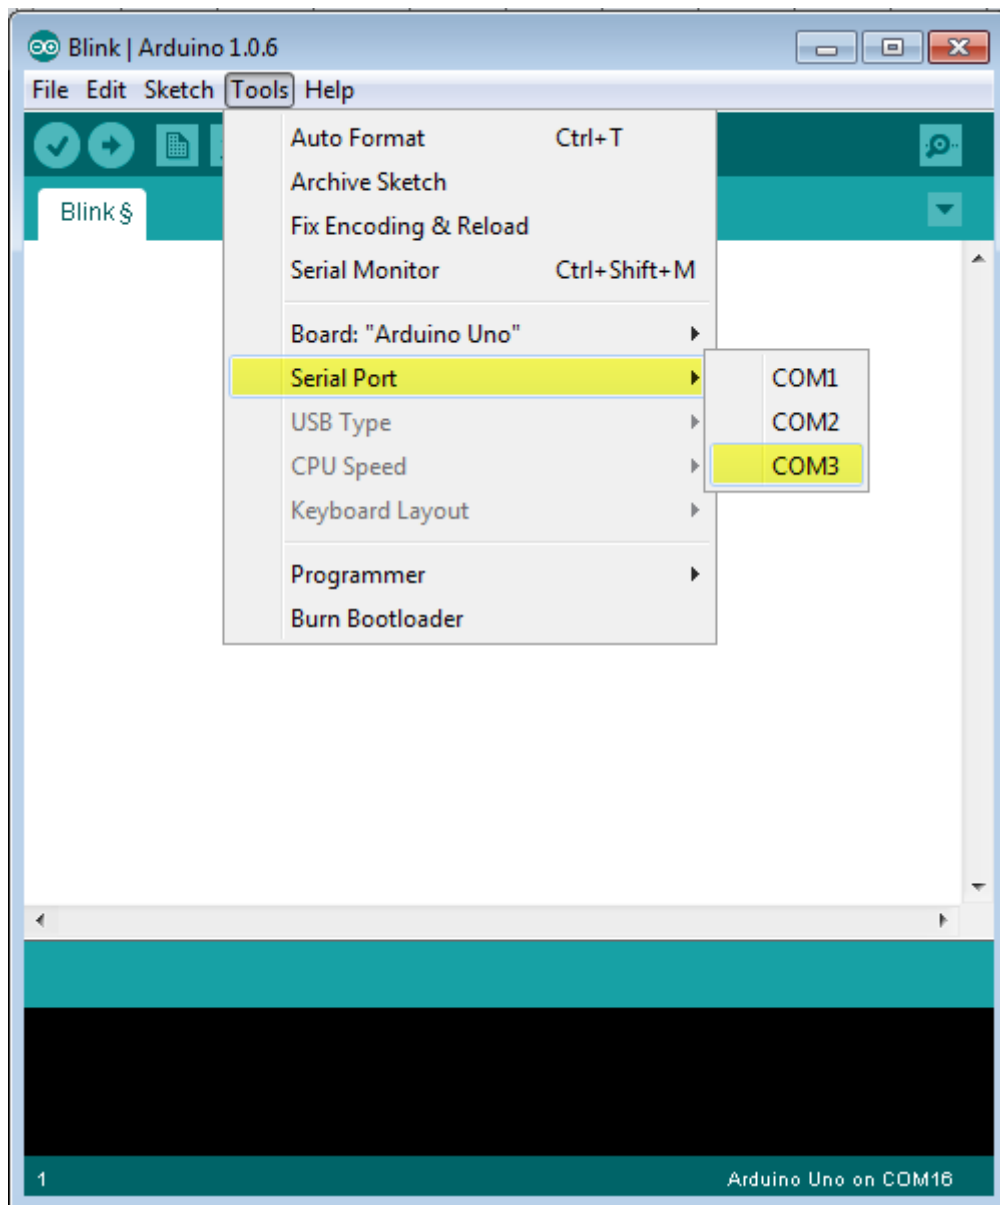 Blink | Arduino 1.0.6
File Edit Sketch Tools Help
Auto Format Ctrl+T
Archive Sketch
Blink §
Fix Encoding & Reload
Serial Monitor Ctrl+Shift+M
Board: "Arduino Uno"
Serial Port
COM1
USB Type
COM2
CPU Speed
COM3
Keyboard Layout
Programmer
Burn Bootloader
1 Arduino Uno on COM16